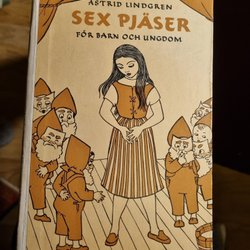 ASTRID LINDGREN
SEX PJÄSER
FÖR BARN OCH UNGDOM